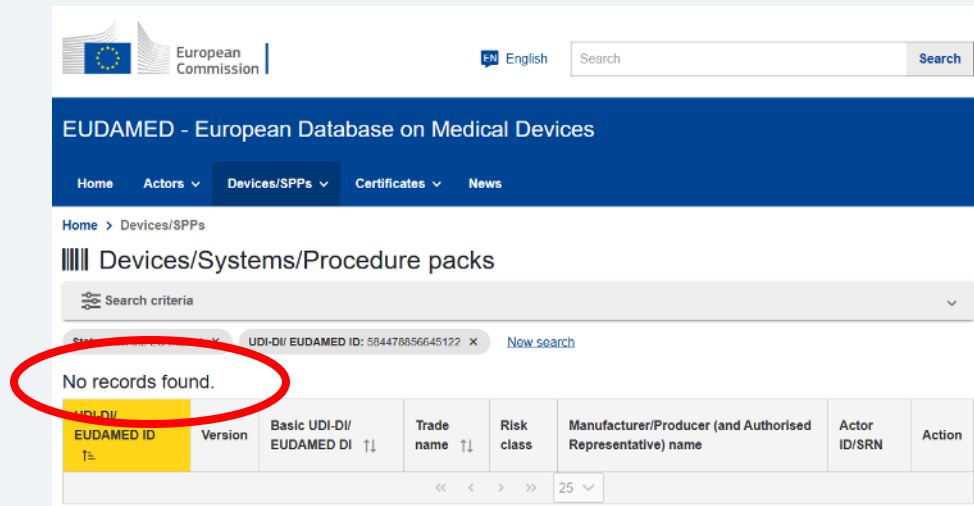 European
Commission
EN English
Search
Search
EUDAMED - European Database on Medical Devices
Home Actors Devices/SPPs Certificates News
Home > Devices/SPPs
Devices/Systems/Procedure packs
Search criteria
UDI-DI/ EUDAMED ID: 584478856645122 × New search
No records found.
UDI-DI/
EUDAMED ID
Version
Basic UDI-DI/
EUDAMED DI
Trade
name
Risk
class
Manufacturer/Producer (and Authorised
Representative) name
Actor
ID/SRN
Action
<< < > >> 25